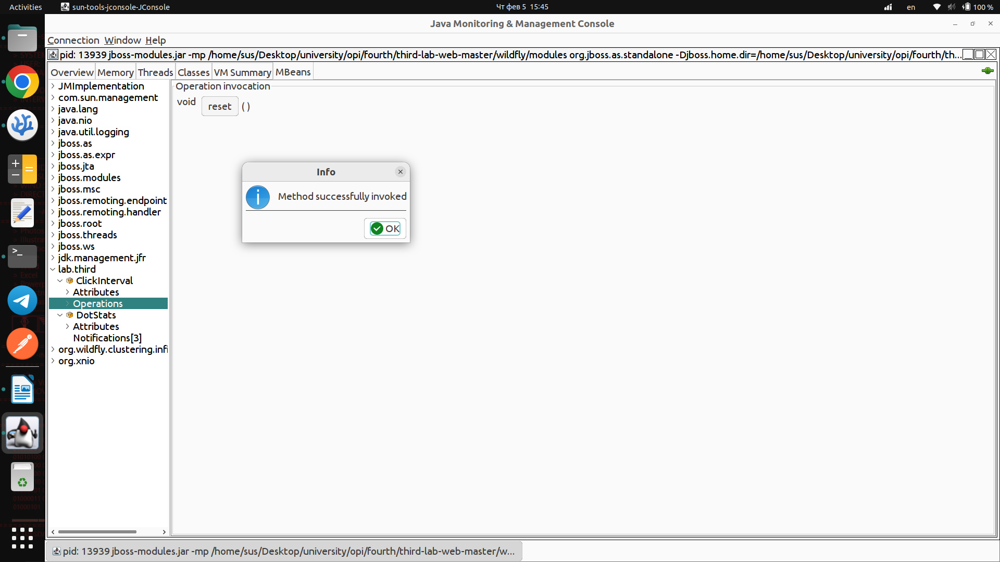 Activities
sun-tools-jconsole-JConsole
Чт фев 5 15:45
en
100 %
Java Monitoring & Management Console
Connection Window Help
pid: 13939 jboss-modules.jar -mp /home/sus/Desktop/university/opi/fourth/third-lab-web-master/wildfly/modules org.jboss.as.standalone -Djboss.home.dir=/home/sus/Desktop/university/opi/fourth/th...
Overview Memory Threads Classes VM Summary MBeans
JMImplementation
com.sun.management
java.lang
java.nio
java.util.logging
jboss.as
jboss.as.expr
jboss.jta
jboss.modules
jboss.msc
jboss.remoting.endpoint
jboss.remoting.handler
jboss.root
jboss.threads
jboss.ws
jdk.management.jfr
lab.third
ClickInterval
Attributes
Operations
DotStats
Attributes
Notifications[3]
org.wildfly.clustering.infi
org.xnio
Operation invocation
void reset ( )
Info
Method successfully invoked
OK
pid: 13939 jboss-modules.jar -mp /home/sus/Desktop/university/opi/fourth/third-lab-web-master/w...